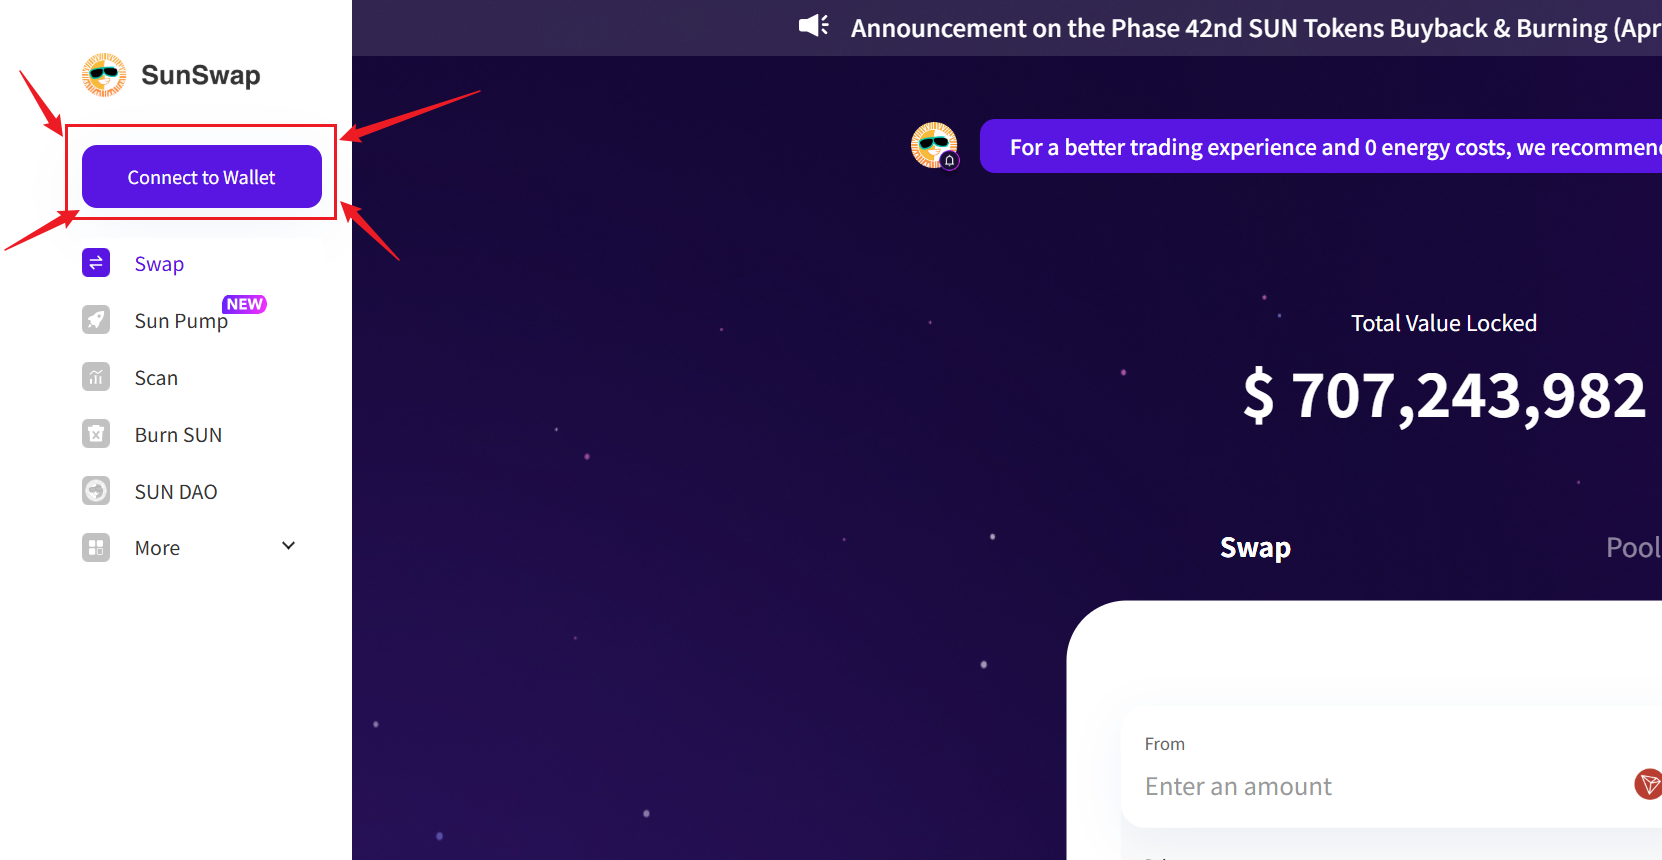 Announcement on the Phase 42nd SUN Tokens Buyback & Burning (Apr
SunSwap
For a better trading experience and 0 energy costs, we recommen
Connect to Wallet
Swap
NEW
Sun Pump
Scan
Burn SUN
SUN DAO
More
Total Value Locked
$ 707,243,982
Swap
Pool
From
Enter an amount